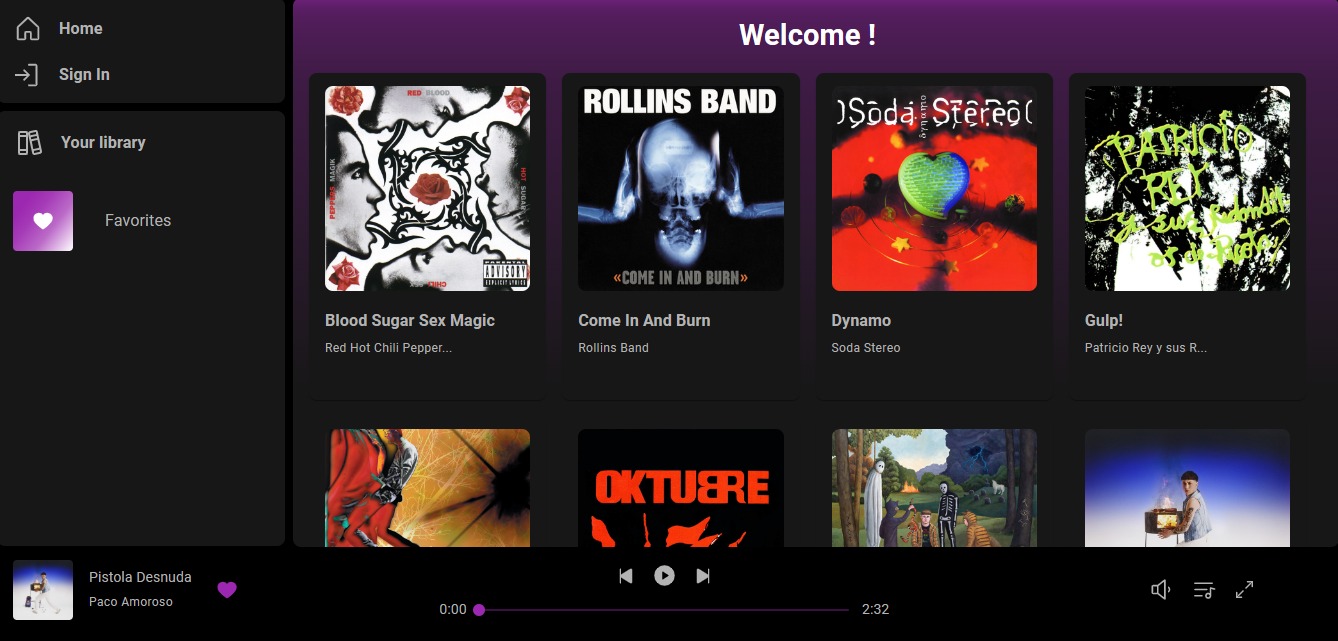 Home
Sign In
Your library
Favorites
Welcome !
RED BLOOD
PEPPERS MAGIK
HOT SUGAR
CHILI SEX
PARENTAL
ADVISORY
EXPLICIT LYRICS
Blood Sugar Sex Magic
Red Hot Chili Pepper...
ROLLINS BAND
«COME IN AND BURN»
Come In And Burn
Rollins Band
)Soda Stereo(
dynamo
Dynamo
Soda Stereo
PATRICIO
REY
y sus Redondit
os de Ricota
Gulp!
Patricio Rey y sus R...
OKTUBRE
Pistola Desnuda
Paco Amoroso
0:00
2:32